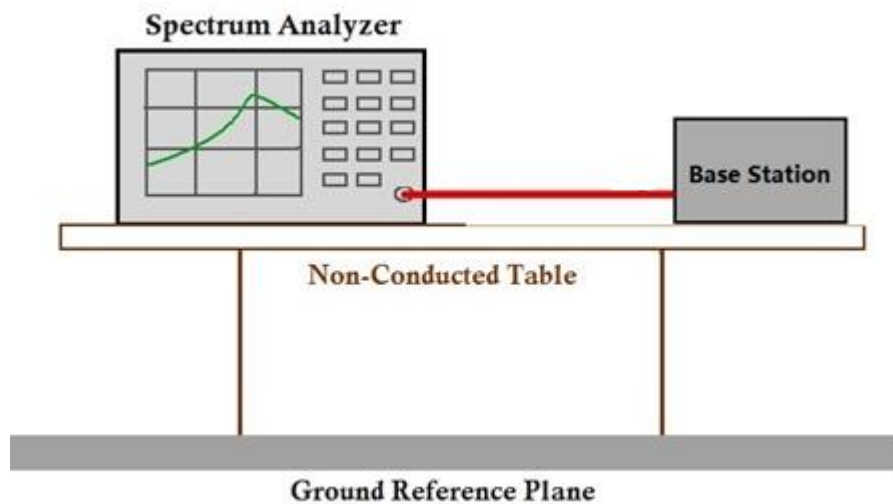 Spectrum Analyzer
Base Station
Non-Conducted Table
Ground Reference Plane